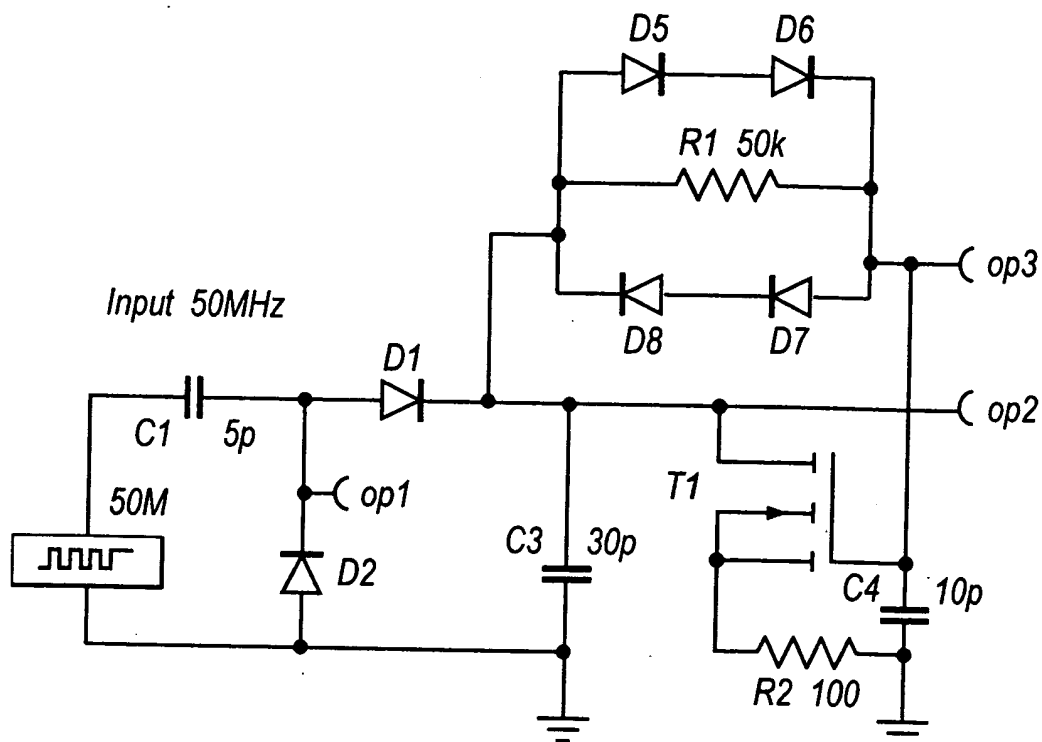 D5
D6
R1 50k
op3
Input 50MHz
D8
D7
D1
op2
C1
5p
T1
50M
op1
C3
30p
D2
C4
10p
R2 100